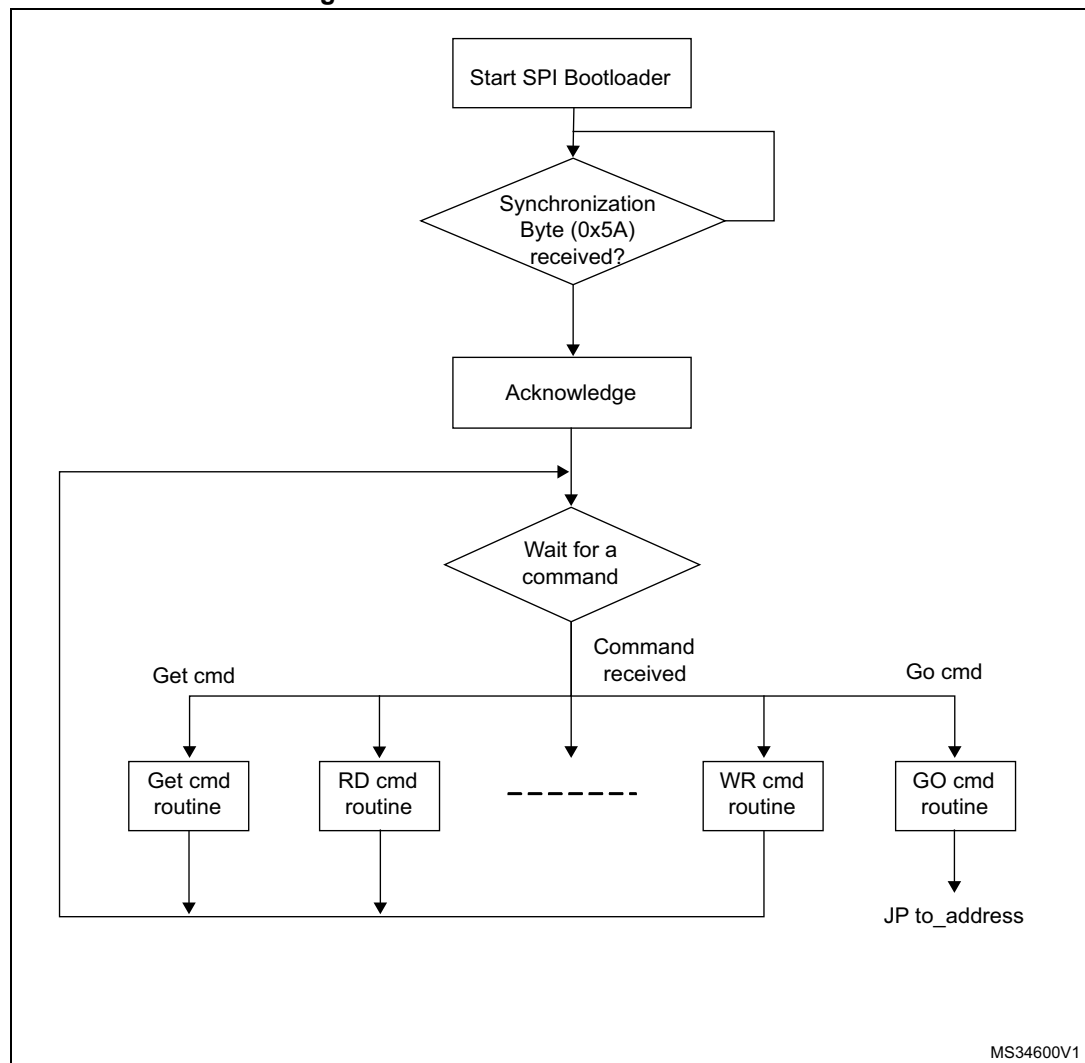 Start SPI Bootloader
Synchronization
Byte (0x5A)
received?
Acknowledge
Wait for a
command
Command
received
Get cmd
Go cmd
Get cmd
routine
RD cmd
routine
WR cmd
routine
GO cmd
routine
JP to_address
MS34600V1